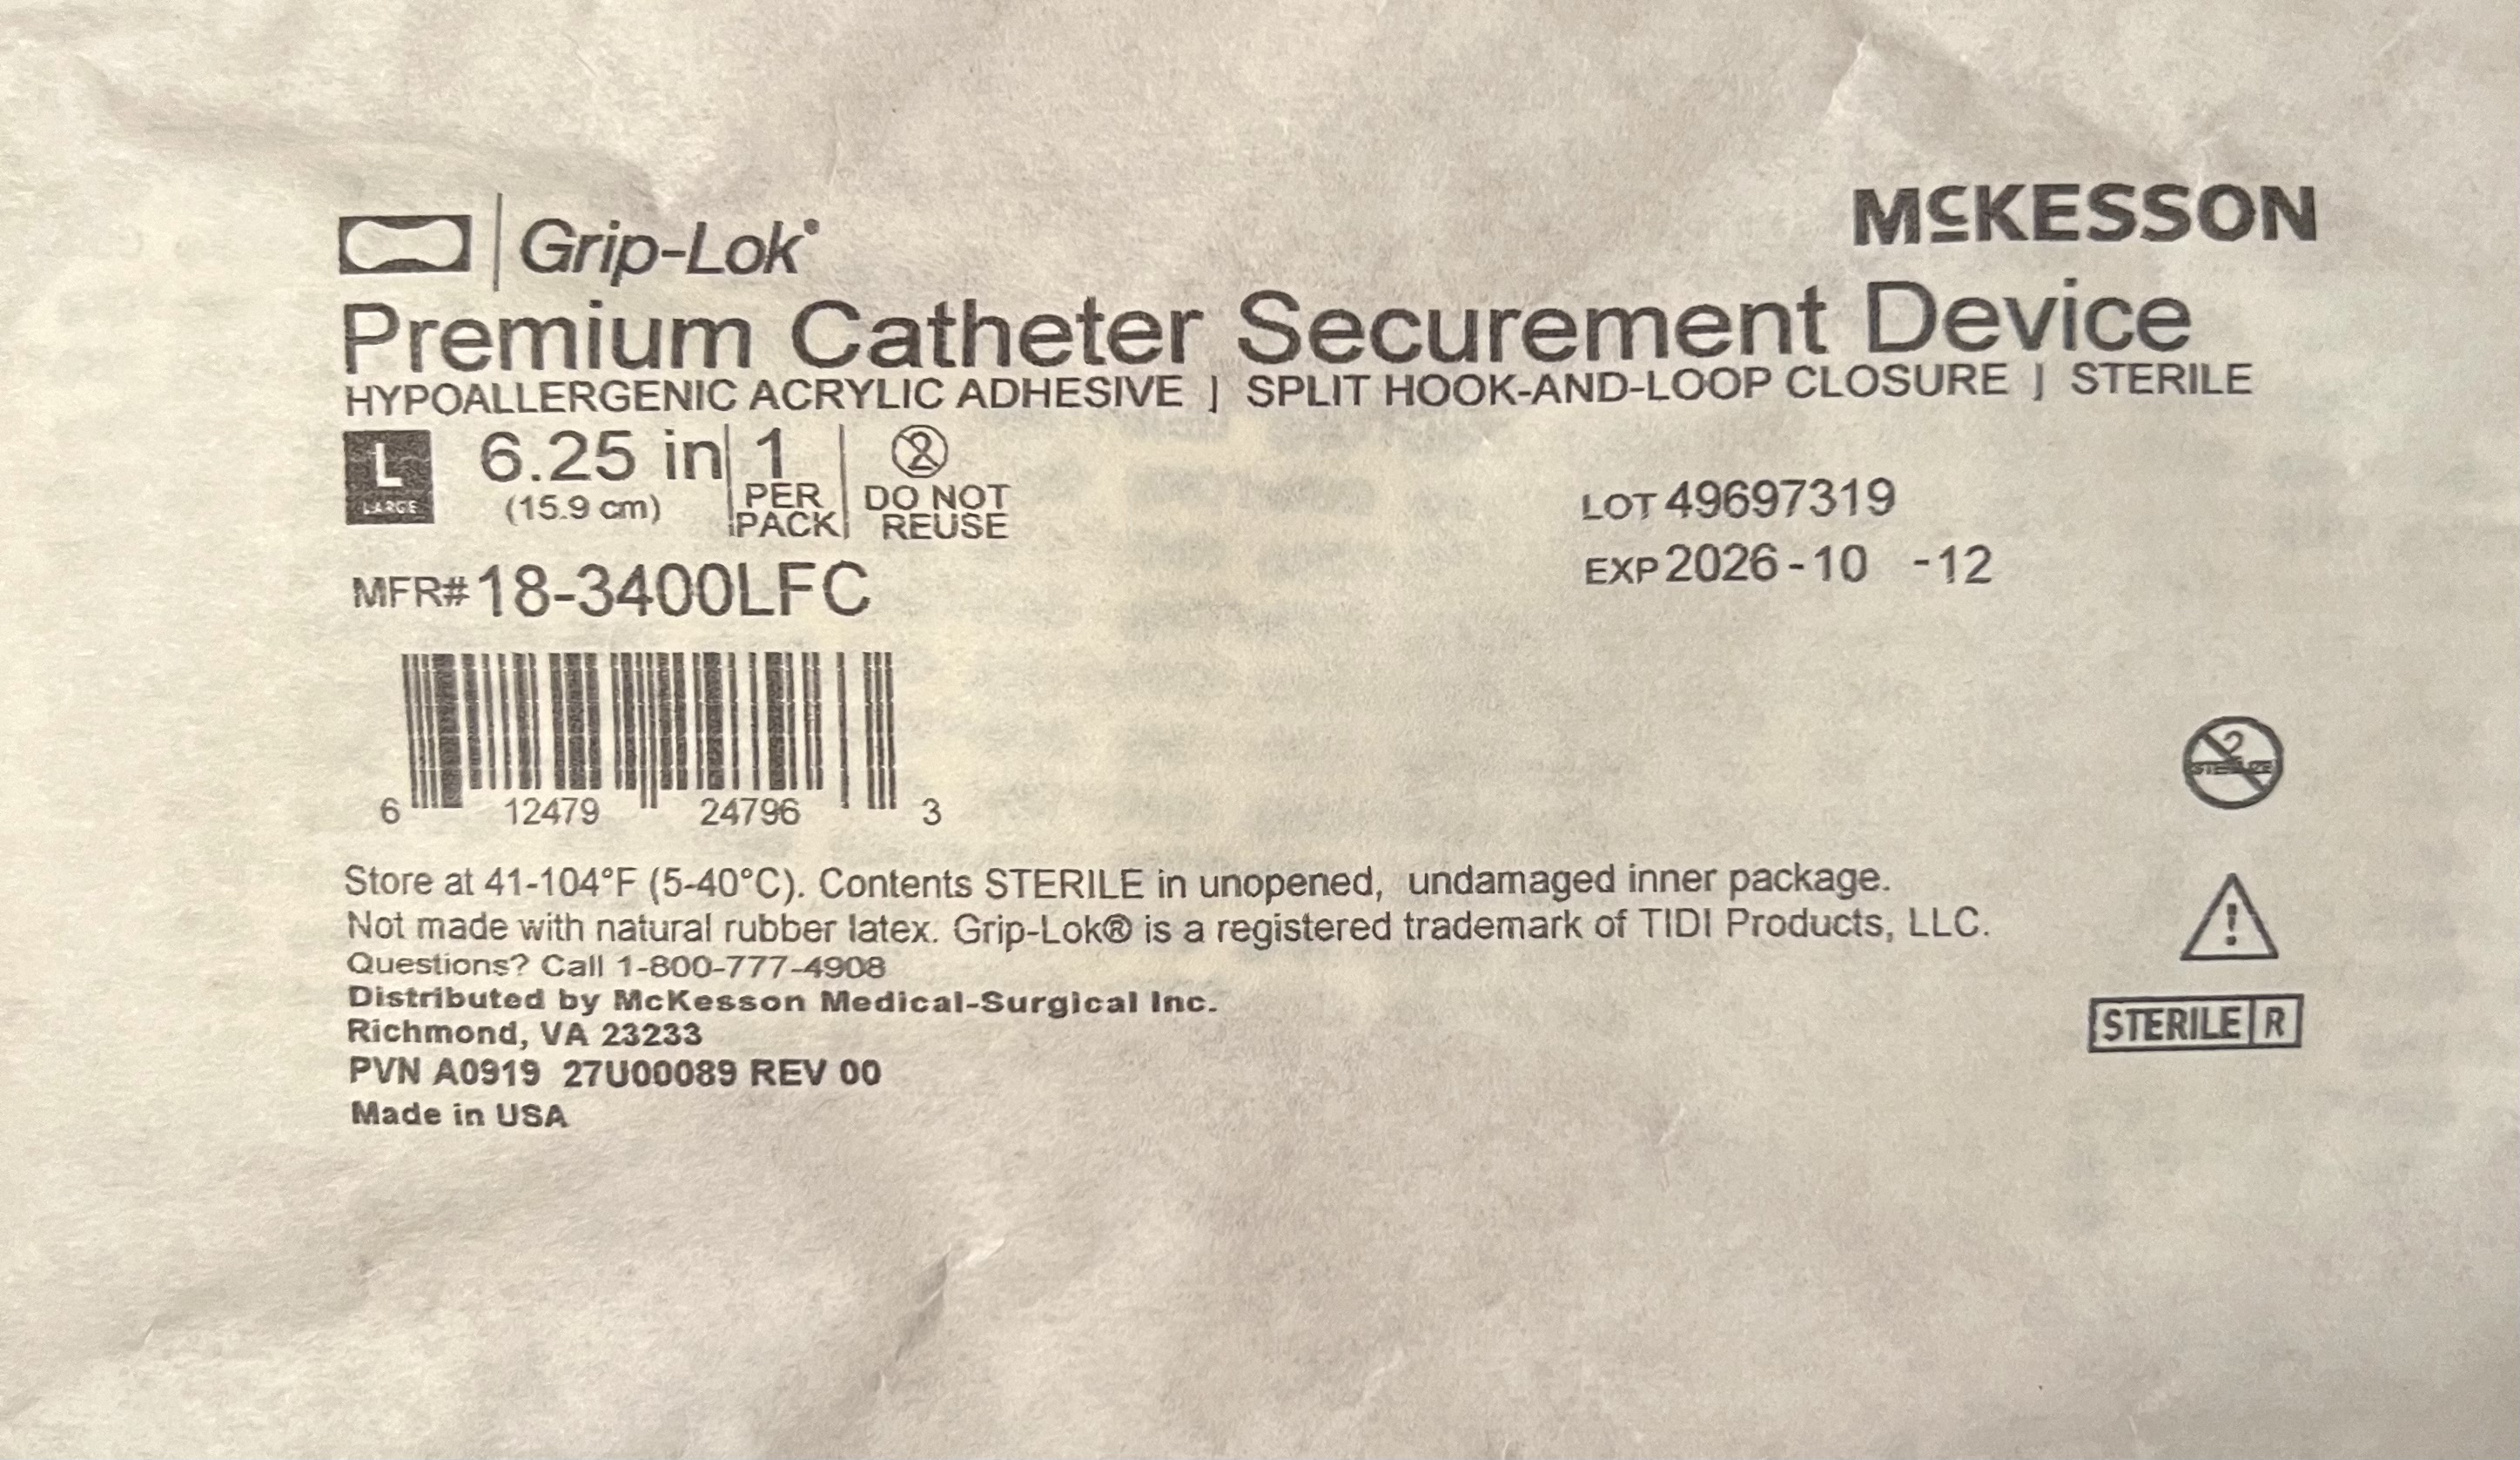 Grip-Lok®
McKESSON
Premium Catheter Securement Device
HYPOALLERGENIC ACRYLIC ADHESIVE | SPLIT HOOK-AND-LOOP CLOSURE | STERILE
L
LARGE
6.25 in
(15.9 cm)
1
PER
PACK
2
DO NOT
REUSE
LOT 49697319
EXP 2026-10 -12
MFR# 18-3400LFC
6 12479 24796 3
2
STERILIZE
Store at 41-104°F (5-40°C). Contents STERILE in unopened, undamaged inner package.
Not made with natural rubber latex. Grip-Lok® is a registered trademark of TIDI Products, LLC.
Questions? Call 1-800-777-4908
Distributed by McKesson Medical-Surgical Inc.
Richmond, VA 23233
PVN A0919 27U00089 REV 00
Made in USA
!
STERILE R